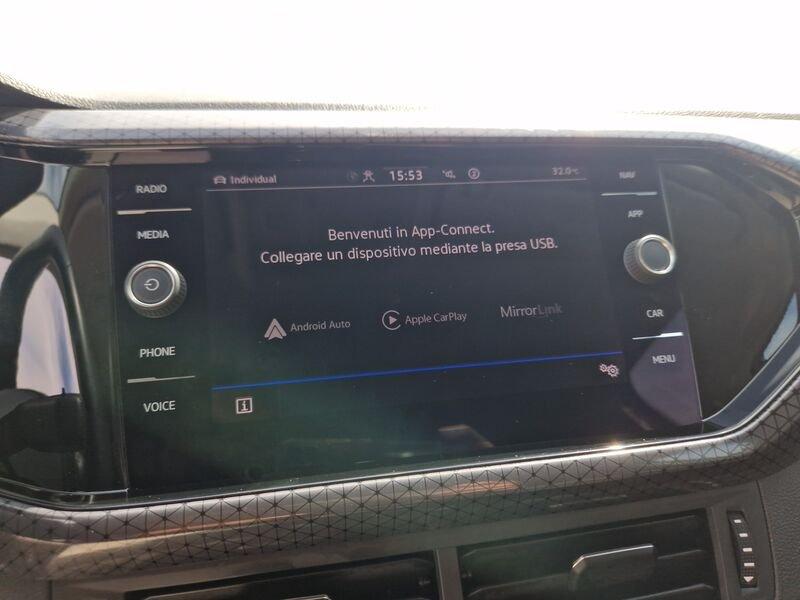 RADIO
MEDIA
PHONE
VOICE
Individual
15:53
32.0°C
Benvenuti in App-Connect.
Collegare un dispositivo mediante la presa USB.
Android Auto
Apple CarPlay
MirrorLink
i
NAV
APP
CAR
MENU